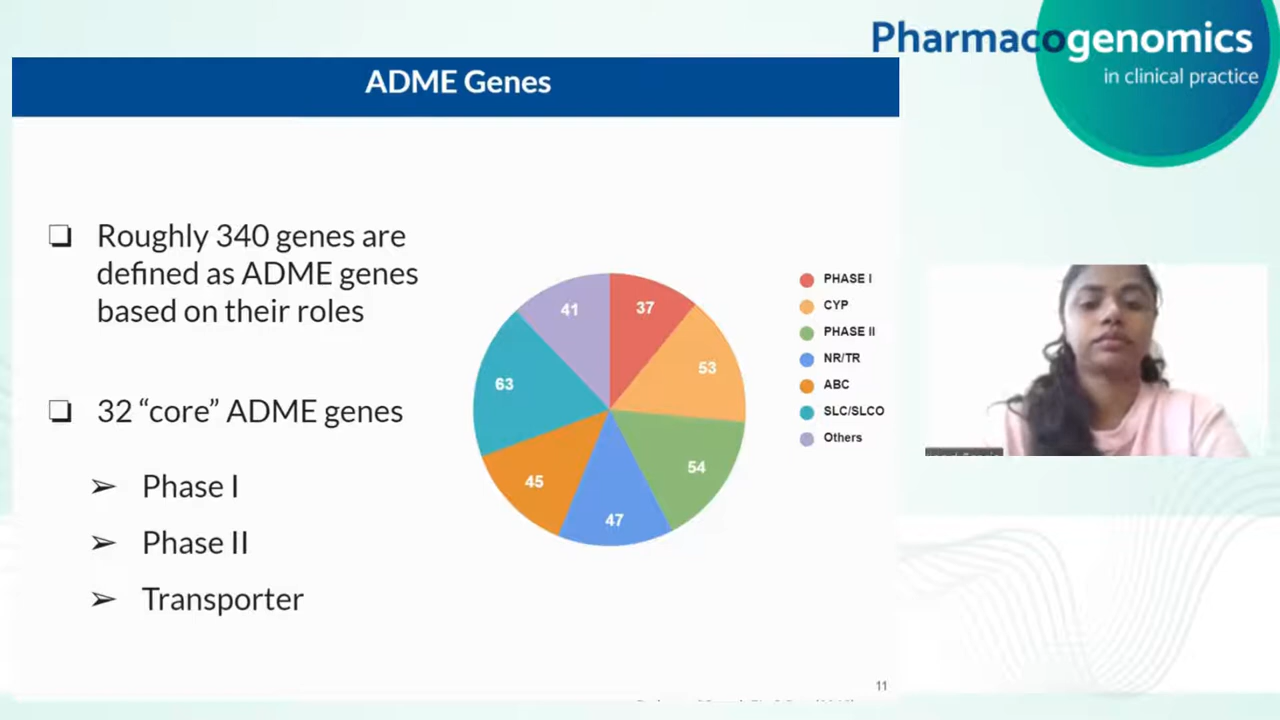 Pharmacogenomics
in clinical practice
ADME Genes
❏ Roughly 340 genes are
defined as ADME genes
based on their roles
❏ 32 “core” ADME genes
➢ Phase I
➢ Phase II
➢ Transporter
37
53
54
47
45
63
41
PHASE I
CYP
PHASE II
NR/TR
ABC
SLC/SLCO
Others
11